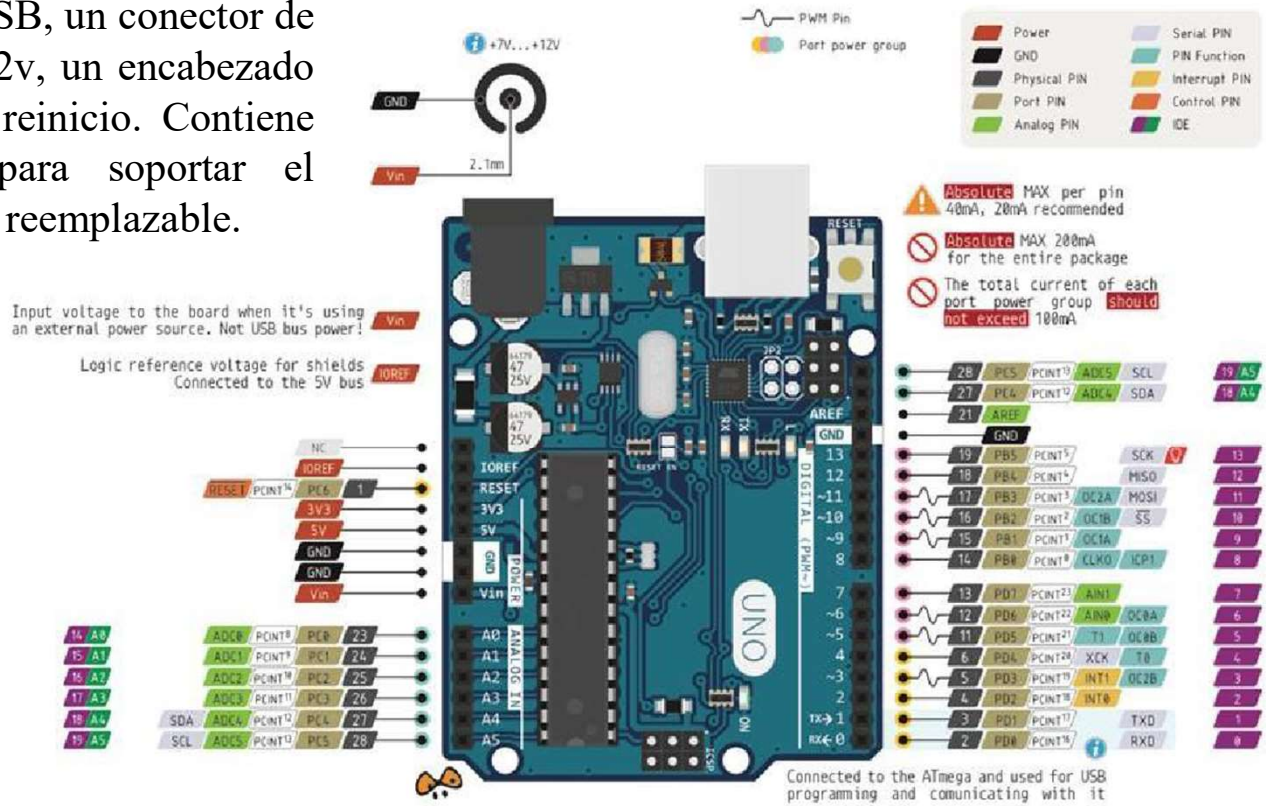 SB, un conector de
2v, un encabezado
reinicio. Contiene
para soportar el
reemplazable.
PWM Pin
Port power group
Power
GND
Physical PIN
Port PIN
Analog PIN
Serial PIN
PIN Function
Interrupt PIN
Control PIN
IDE
+7V...+12V
GND
Vin
2.1mm
Absolute MAX per pin
40mA, 20mA recommended
Absolute MAX 200mA
for the entire package
The total current of each
port power group should
not exceed 100mA
Input voltage to the board when it's using
an external power source. Not USB bus power!
Vin
Logic reference voltage for shields
Connected to the 5V bus
IOREF
NC
IOREF
RESET PCINT14 PC6 1
3V3
5V
GND
GND
Vin
14 A0 ADC0 PCINT8 PC0 23
15 A1 ADC1 PCINT9 PC1 24
16 A2 ADC2 PCINT10 PC2 25
17 A3 ADC3 PCINT11 PC3 26
18 A4 SDA ADC4 PCINT12 PC4 27
19 A5 SCL ADC5 PCINT13 PC5 28
RESET
47
25V
47
25V
JP2
RX TX L
RESET EN
IOREF
RESET
3V3
5V
GND
Vin
POWER
A0
A1
A2
A3
A4
A5
ANALOG IN
AREF
GND
13
12
~11
~10
~9
8
7
~6
~5
4
~3
2
TX→1
RX←0
DIGITAL (PWM~)
UNO
ON
ICSP
28 PC5 PCINT13 ADC5 SCL 19 A5
27 PC4 PCINT12 ADC4 SDA 18 A4
21 AREF
GND
19 PB5 PCINT5 SCK 13
18 PB4 PCINT4 MISO 12
17 PB3 PCINT3 OC2A MOSI 11
16 PB2 PCINT2 OC1B SS 10
15 PB1 PCINT1 OC1A 9
14 PB0 PCINT0 CLKO ICP1 8
13 PD7 PCINT23 AIN1 7
12 PD6 PCINT22 AIN0 OC0A 6
11 PD5 PCINT21 T1 OC0B 5
6 PD4 PCINT20 XCK T0 4
5 PD3 PCINT19 INT1 OC2B 3
4 PD2 PCINT18 INT0 2
3 PD1 PCINT17 TXD 1
2 PD0 PCINT16 RXD 0
Connected to the ATmega and used for USB
programming and comunicating with it